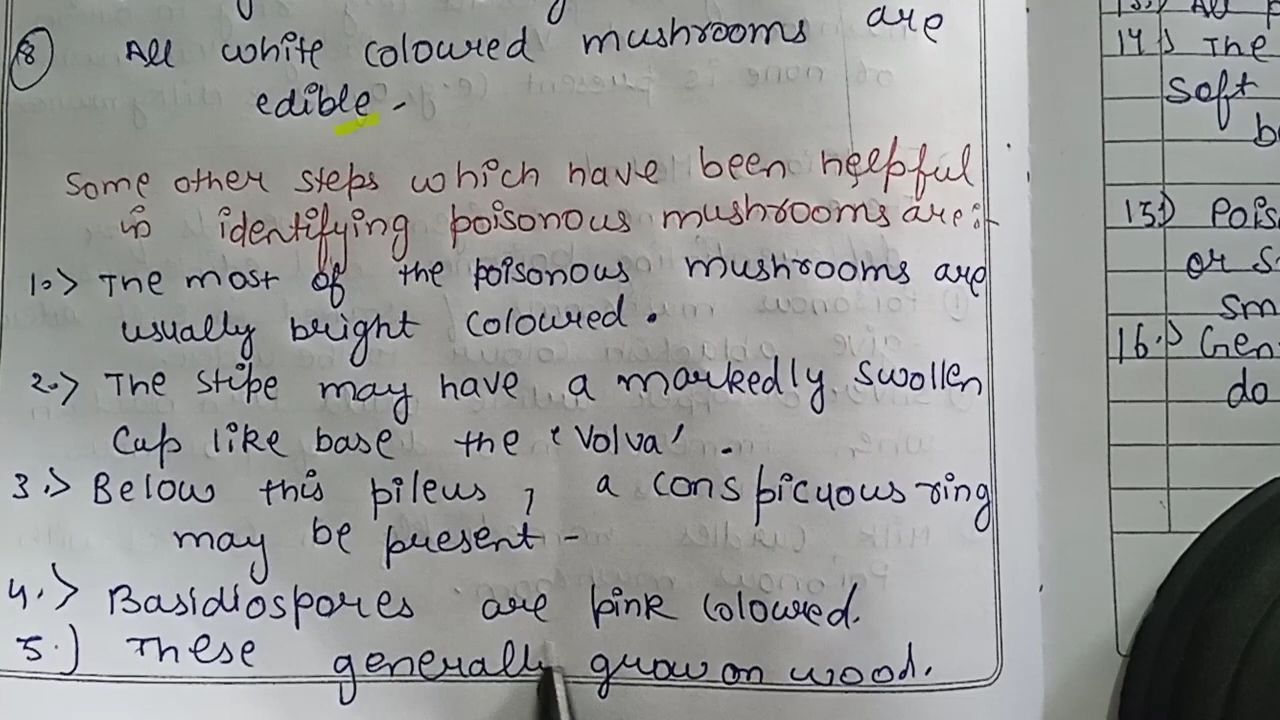 8 All white coloured mushrooms are
edible.
Some other steps which have been helpful
in identifying poisonous mushrooms are:-
1.> The most of the poisonous mushrooms are
usually bright coloured.
2.> The stipe may have a markedly swollen
Cup like base the 'Volva'.
3.> Below this pileus, a conspicuous ring
may be present -
4.> Basidiospores are pink coloured.
5.) These generally grow on wood.
14.) The
Soft
15.) Pois
or s
sm
16.) Gen
do